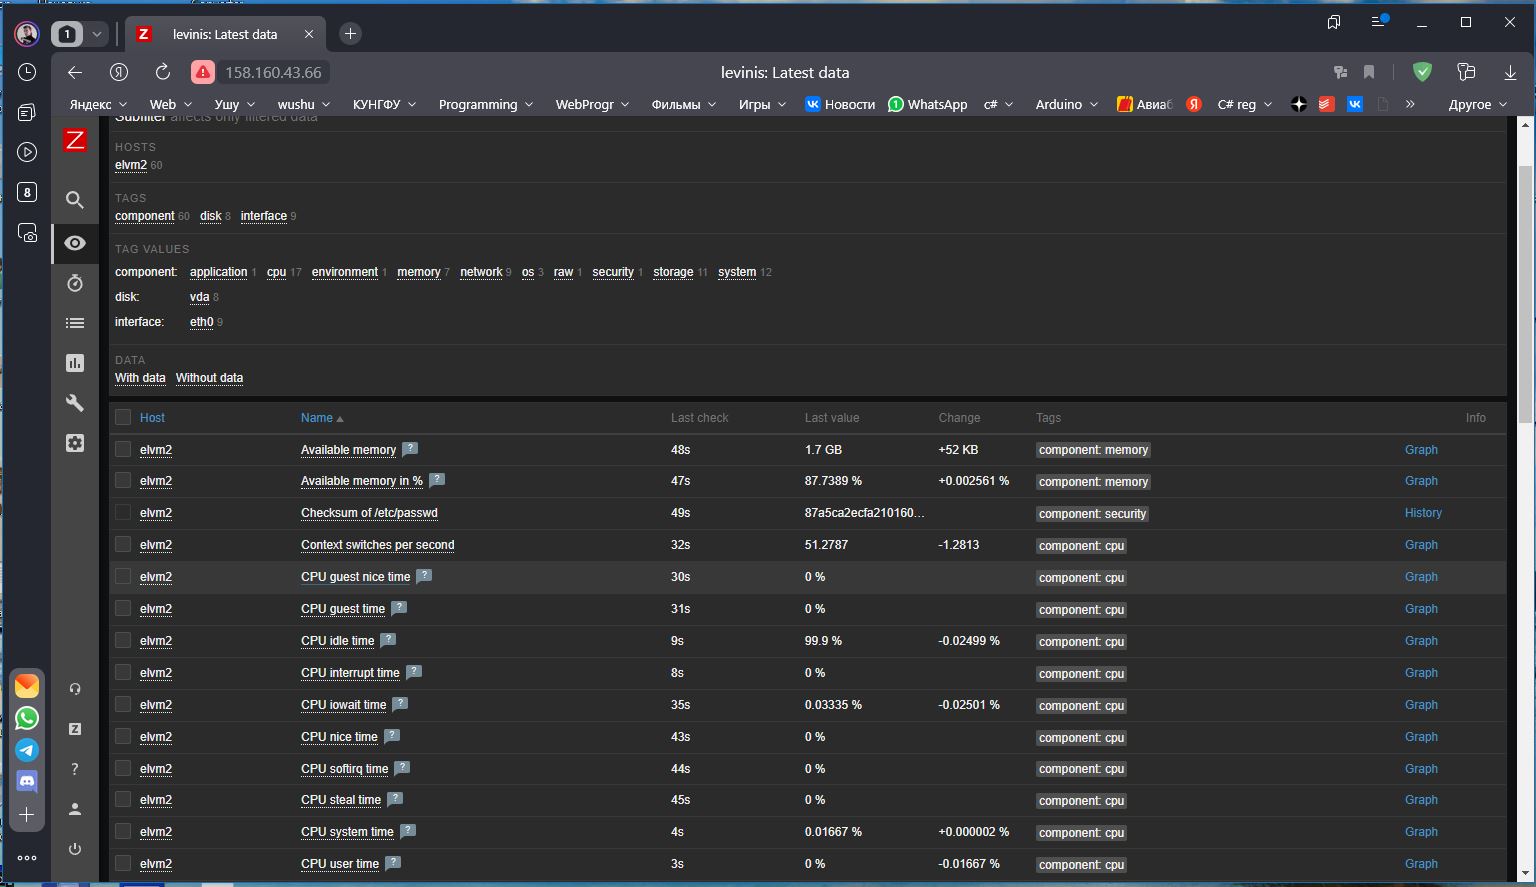 1
levinis: Latest data
158.160.43.66
levinis: Latest data
Яндекс Web Ушу wushu КУНГФУ Programming WebProgr Фильмы Игры Новости WhatsApp c# Arduino Авиаб C# reg Другое
Subfilter affects only filtered data
8
HOSTS
elvm2 60
TAGS
component 60 disk 8 interface 9
TAG VALUES
component: application 1 cpu 17 environment 1 memory 7 network 9 os 3 raw 1 security 1 storage 11 system 12
disk: vda 8
interface: eth0 9
DATA
With data Without data
Host Name Last check Last value Change Tags Info
elvm2 Available memory ? 48s 1.7 GB +52 KB component: memory Graph
elvm2 Available memory in % ? 47s 87.7389 % +0.002561 % component: memory Graph
elvm2 Checksum of /etc/passwd 49s 87a5ca2ecfa210160... component: security History
elvm2 Context switches per second 32s 51.2787 -1.2813 component: cpu Graph
elvm2 CPU guest nice time ? 30s 0 % component: cpu Graph
elvm2 CPU guest time ? 31s 0 % component: cpu Graph
elvm2 CPU idle time ? 9s 99.9 % -0.02499 % component: cpu Graph
elvm2 CPU interrupt time ? 8s 0 % component: cpu Graph
elvm2 CPU iowait time ? 35s 0.03335 % -0.02501 % component: cpu Graph
elvm2 CPU nice time ? 43s 0 % component: cpu Graph
elvm2 CPU softirq time ? 44s 0 % component: cpu Graph
elvm2 CPU steal time ? 45s 0 % component: cpu Graph
elvm2 CPU system time ? 4s 0.01667 % +0.000002 % component: cpu Graph
elvm2 CPU user time ? 3s 0 % -0.01667 % component: cpu Graph